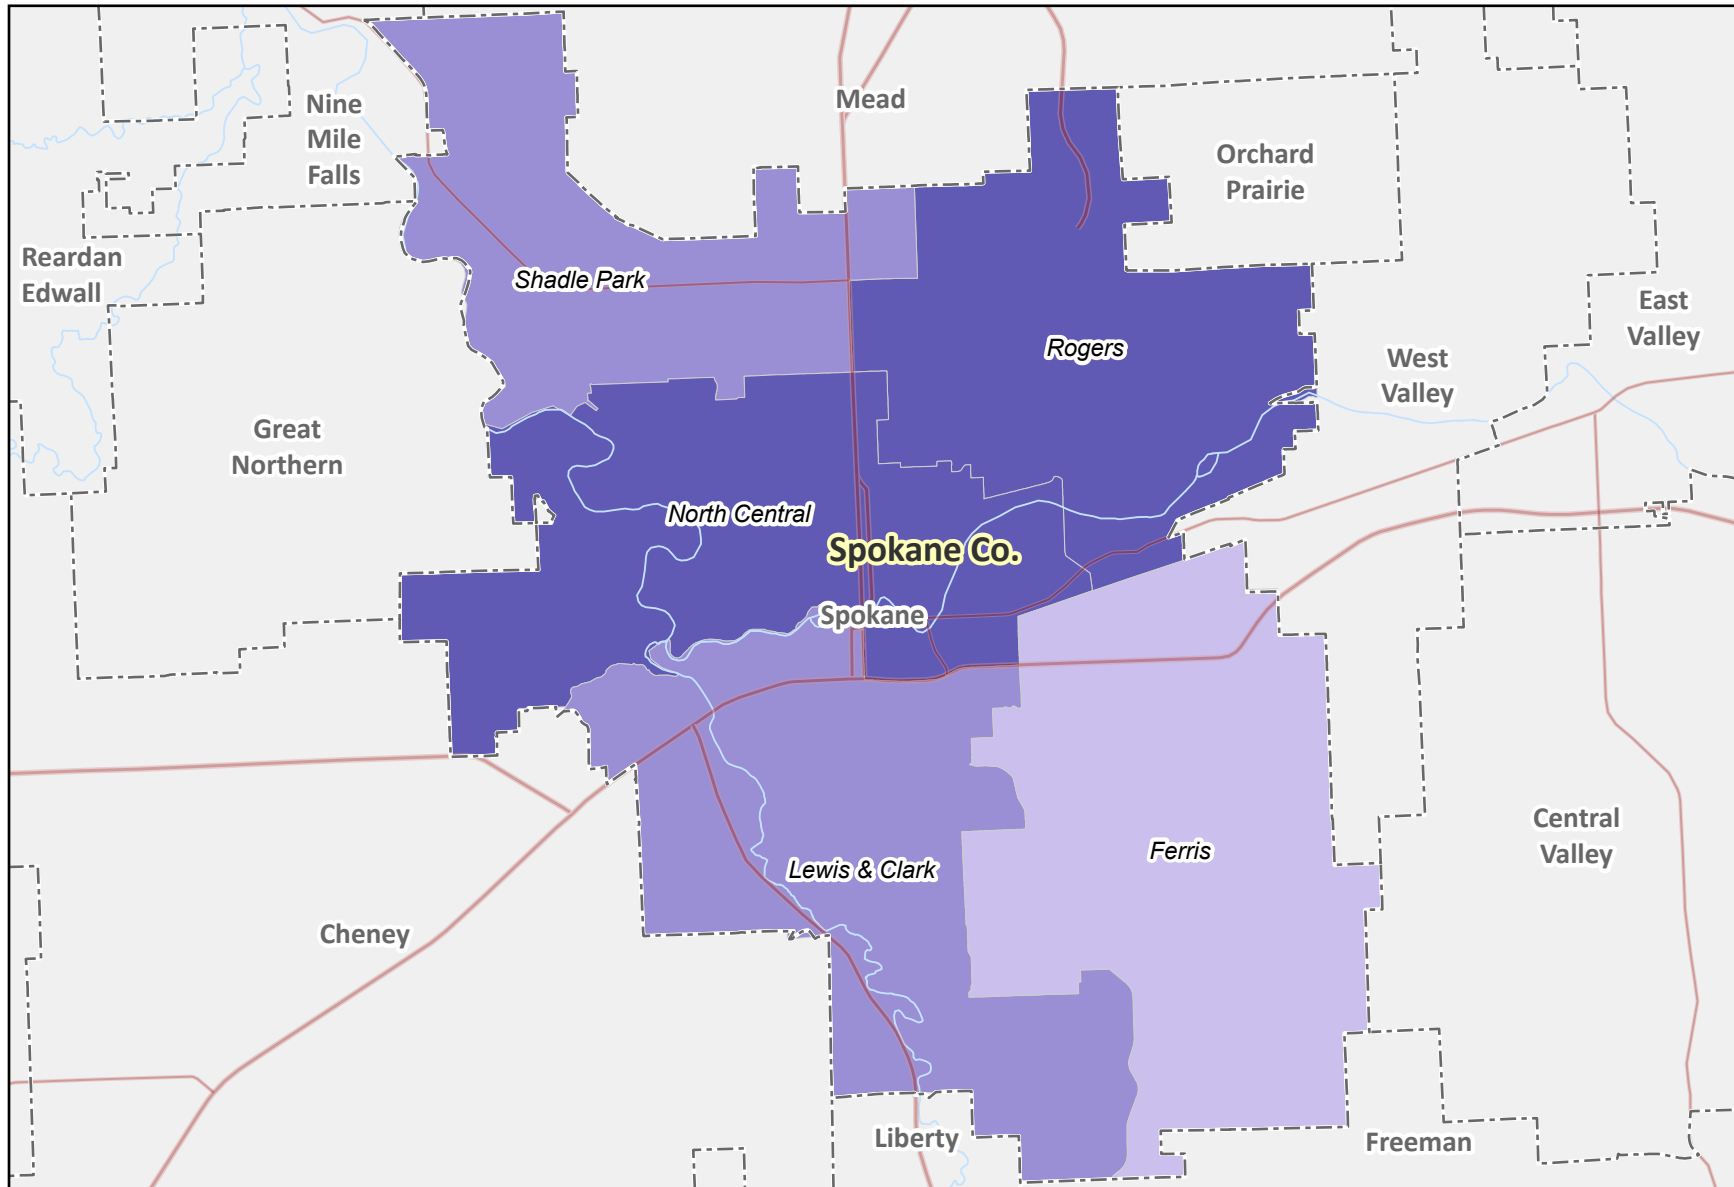 Mead
Nine
Mile
Falls
Orchard
Prairie
Reardan
Edwall
Shadle Park
East
Valley
Rogers
West
Valley
Great
Northern
North Central
Spokane Co.
Spokane
Central
Valley
Ferris
Lewis & Clark
Cheney
Liberty
Freeman